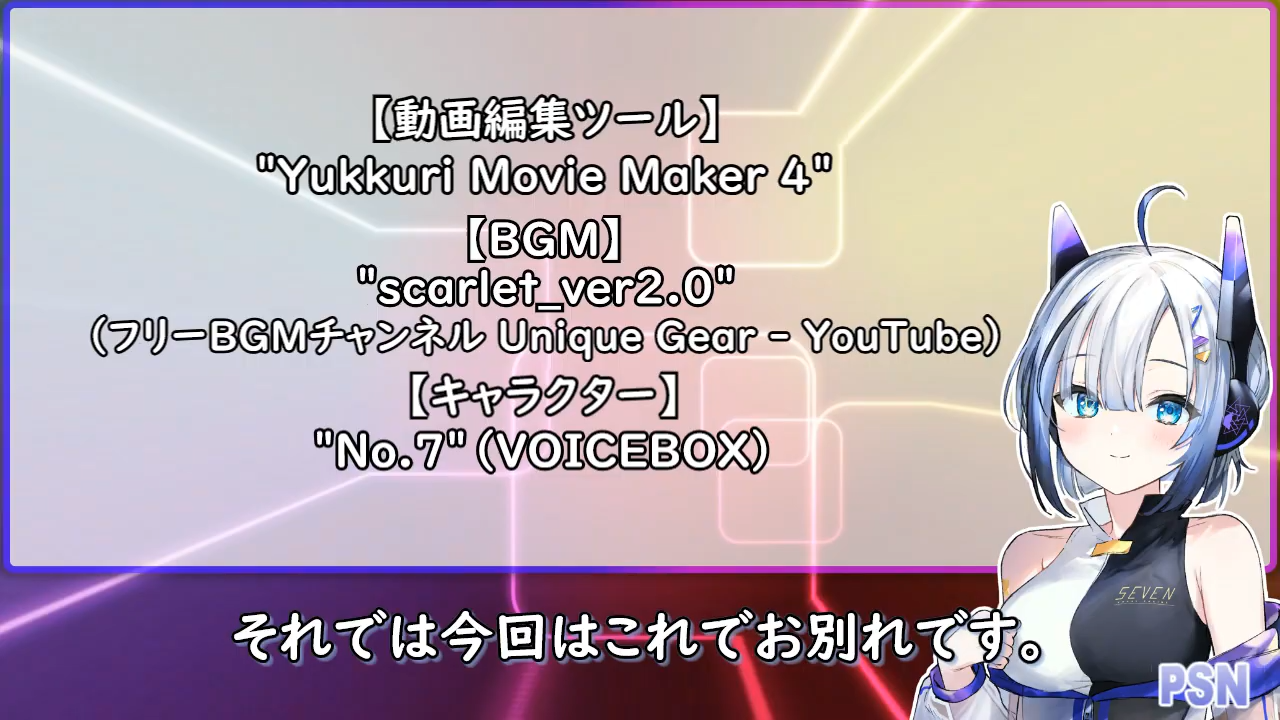 【動画編集ツール】
"Yukkuri Movie Maker 4"
【BGM】
"scarlet_ver2.0"
（フリーBGMチャンネル Unique Gear - YouTube）
【キャラクター】
"No.7"（VOICEBOX）
SEVEN
それでは今回はこれでお別れです。
PSN